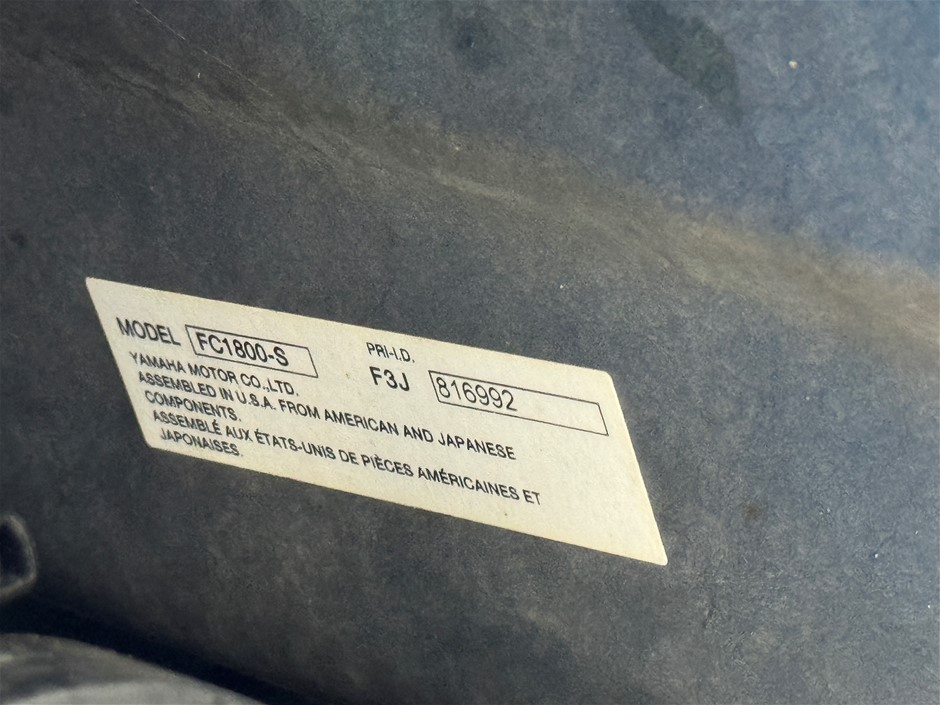 MODEL FC1800-S PRI-I.D. F3J 816992
YAMAHA MOTOR CO.,LTD.
ASSEMBLED IN U.S.A. FROM AMERICAN AND JAPANESE
COMPONENTS.
ASSEMBLÉ AUX ÉTATS-UNIS DE PIÈCES AMÉRICAINES ET
JAPONAISES.